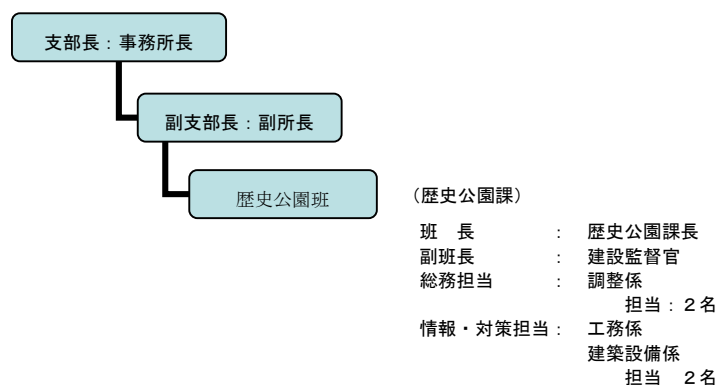 支部長：事務所長
副支部長：副所長
歴史公園班
（歴史公園課）
班　長　　　：　歴史公園課長
副班長　　　：　建設監督官
総務担当　　：　調整係
担当：２名
情報・対策担当：　工務係
建築設備係
担当　２名